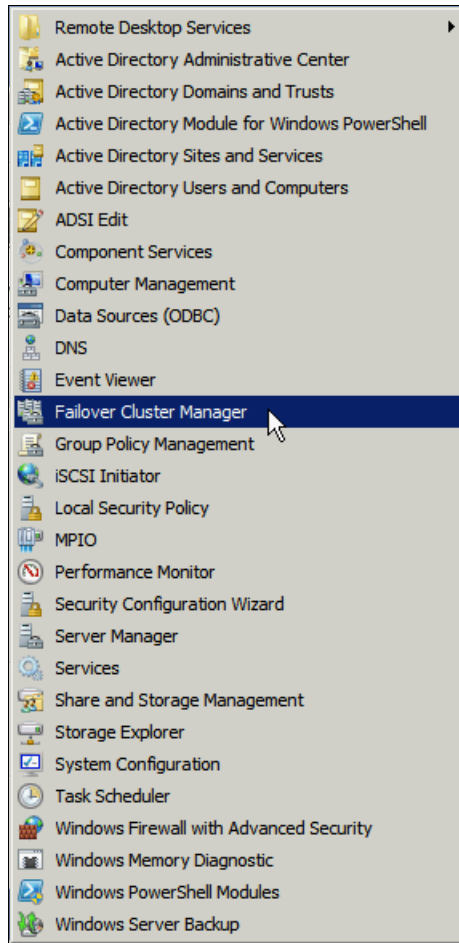 Remote Desktop Services
Active Directory Administrative Center
Active Directory Domains and Trusts
Active Directory Module for Windows PowerShell
Active Directory Sites and Services
Active Directory Users and Computers
ADSI Edit
Component Services
Computer Management
Data Sources (ODBC)
DNS
Event Viewer
Failover Cluster Manager
Group Policy Management
iSCSI Initiator
Local Security Policy
MPIO
Performance Monitor
Security Configuration Wizard
Server Manager
Services
Share and Storage Management
Storage Explorer
System Configuration
Task Scheduler
Windows Firewall with Advanced Security
Windows Memory Diagnostic
Windows PowerShell Modules
Windows Server Backup